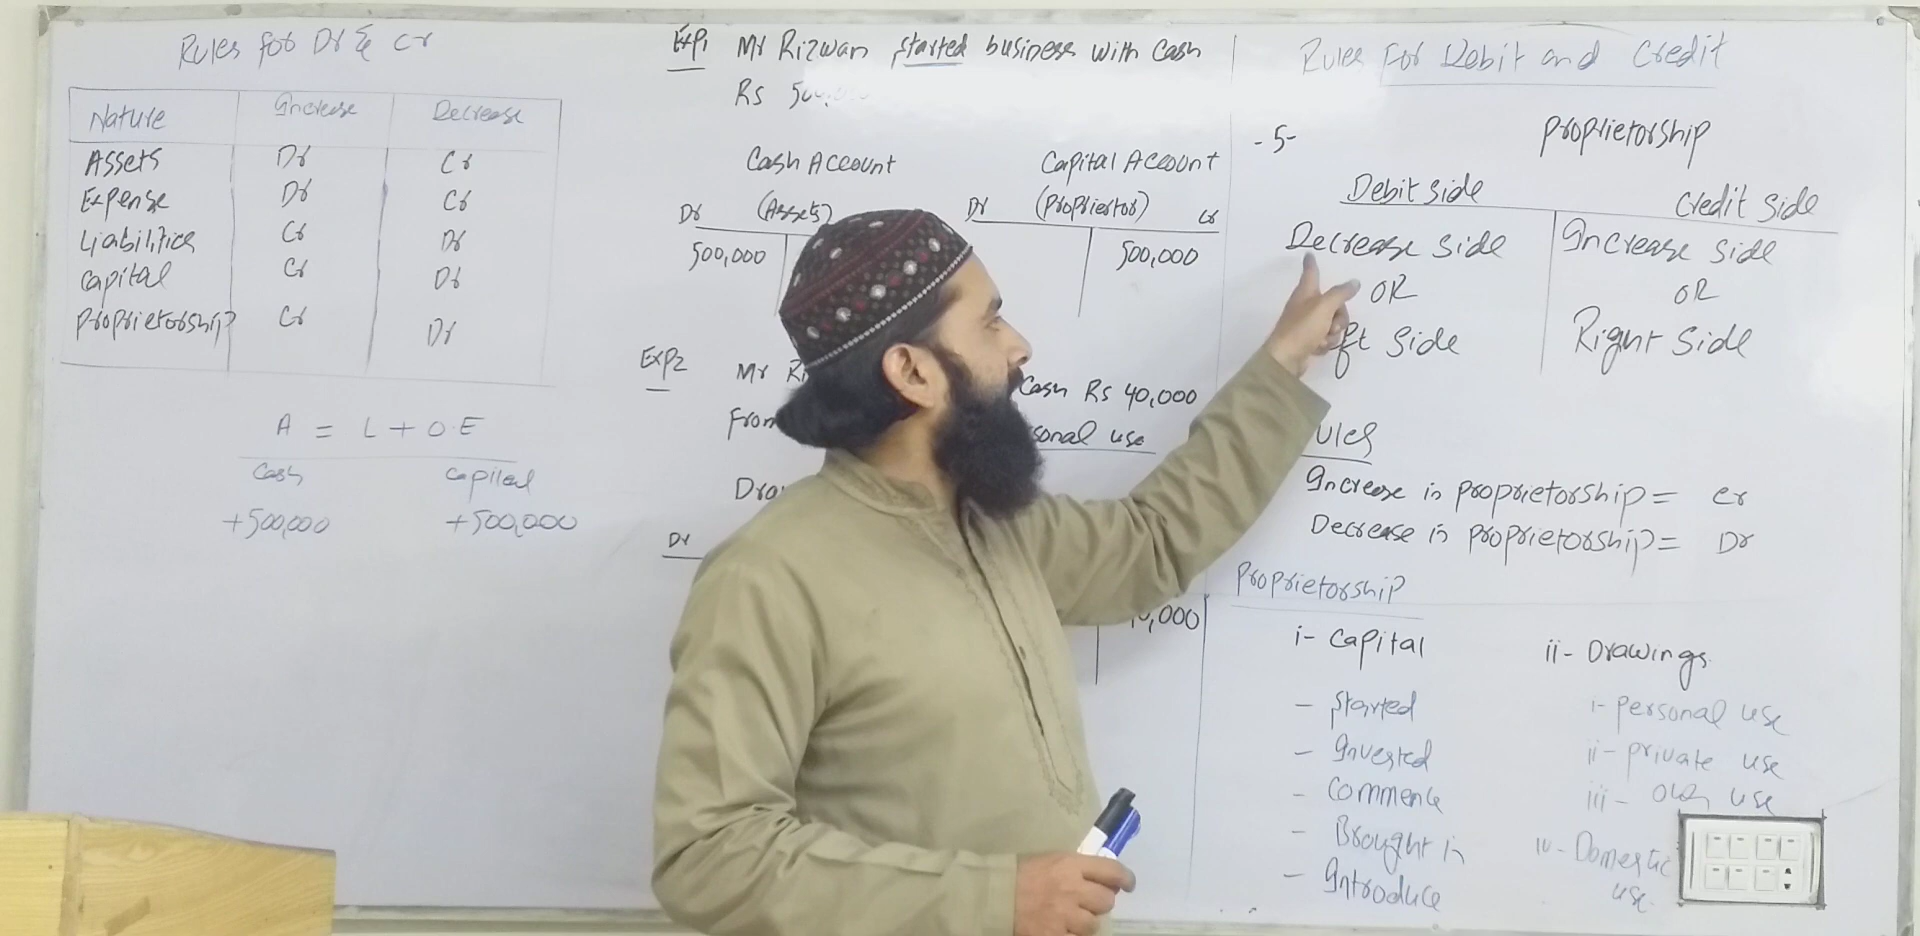 Rules for Dr & Cr
Nature Increase Decrease
Assets Dr Cr
Expense Dr Cr
Liabilities Cr Dr
Capital Cr Dr
Proprietorship Cr Dr
A = L + O.E
Cash Capital
+500,000 +500,000
Exp1 Mr Rizwan started business with Cash
Rs 500,0
Cash Account Capital Account
Dr (Assets) Dr (Proprietor) Cr
500,000 500,000
Exp2 Mr Ri Cash Rs 40,000
From sonal use
Dra
Dr
0,000
Rules For Debit and Credit
-5- Proprietorship
Debit side Credit Side
Decrease Side Increase Side
OR OR
ft Side Right Side
ules
Increase in proprietorship = Cr
Decrease in proprietorship = Dr
Proprietorship
i- Capital ii- Drawings
- Started i- personal use
- Invested ii- private use
- Commence iii- Own use
- Brought in iv- Domestic
- Introduce use